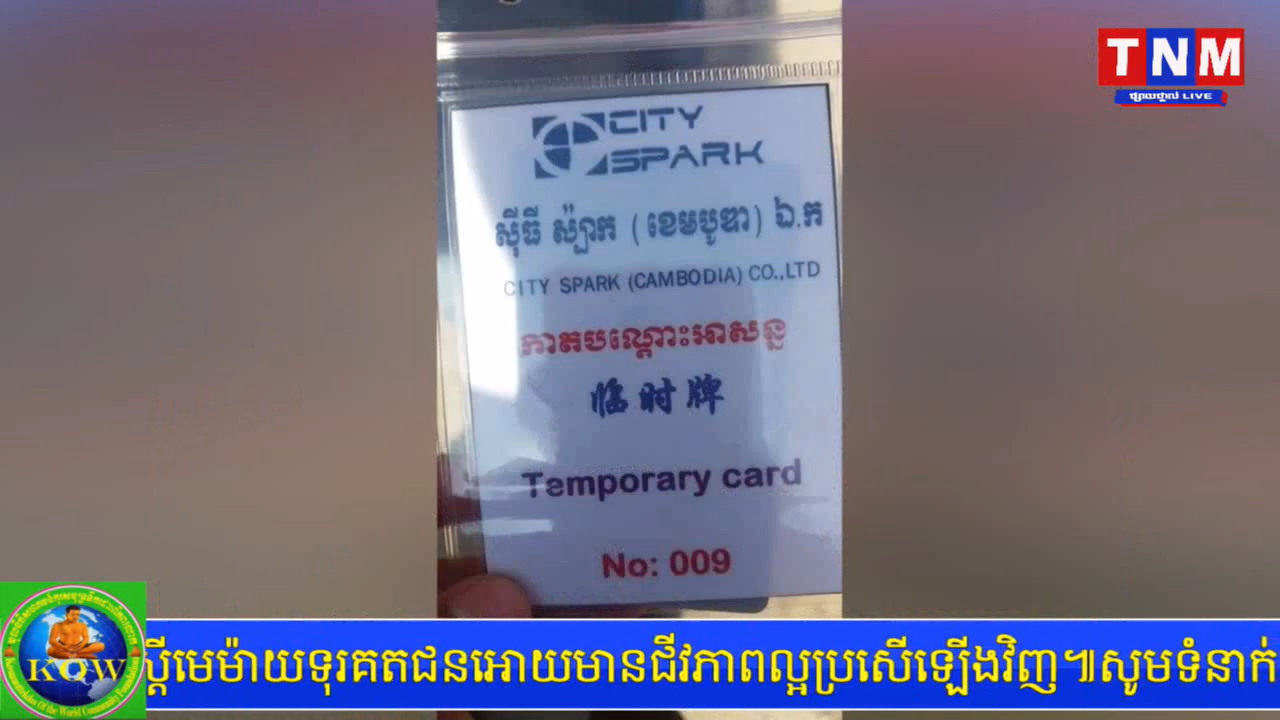 TNM
ផ្សាយផ្ទាល់ LIVE
CITY
SPARK
ស៊ីធី ស្ប៉ាក (ខេមបូឌា) ឯ.ក
CITY SPARK (CAMBODIA) CO.,LTD
កាតបណ្តោះអាសន្ន
临时牌
Temporary card
No: 009
KQW
ស្តីមេម៉ាយទុរគតជនអោយមានជីវភាពល្អប្រសើឡើងវិញ៕សូមទំនាក់